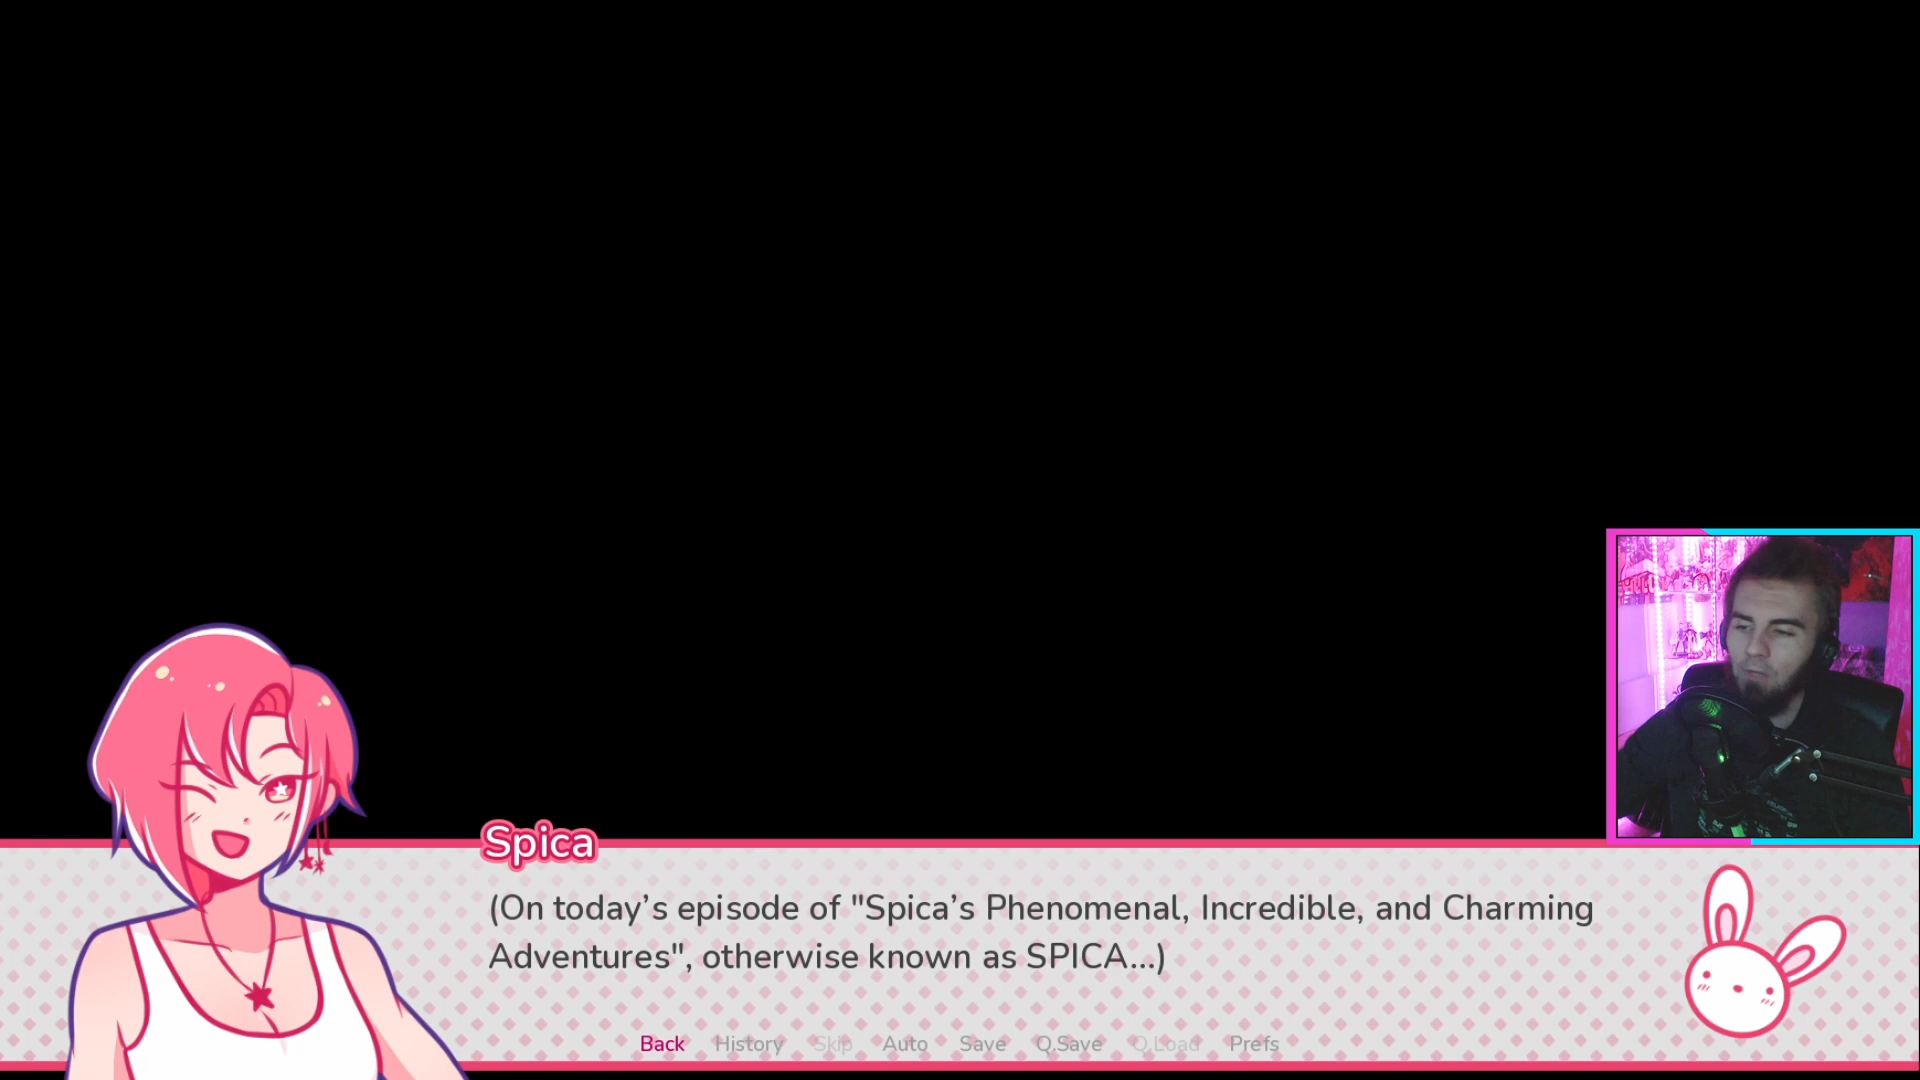 Spica
(On today’s episode of "Spica’s Phenomenal, Incredible, and Charming
Adventures", otherwise known as SPICA...)
Back History Skip Auto Save Q.Save Q.Load Prefs